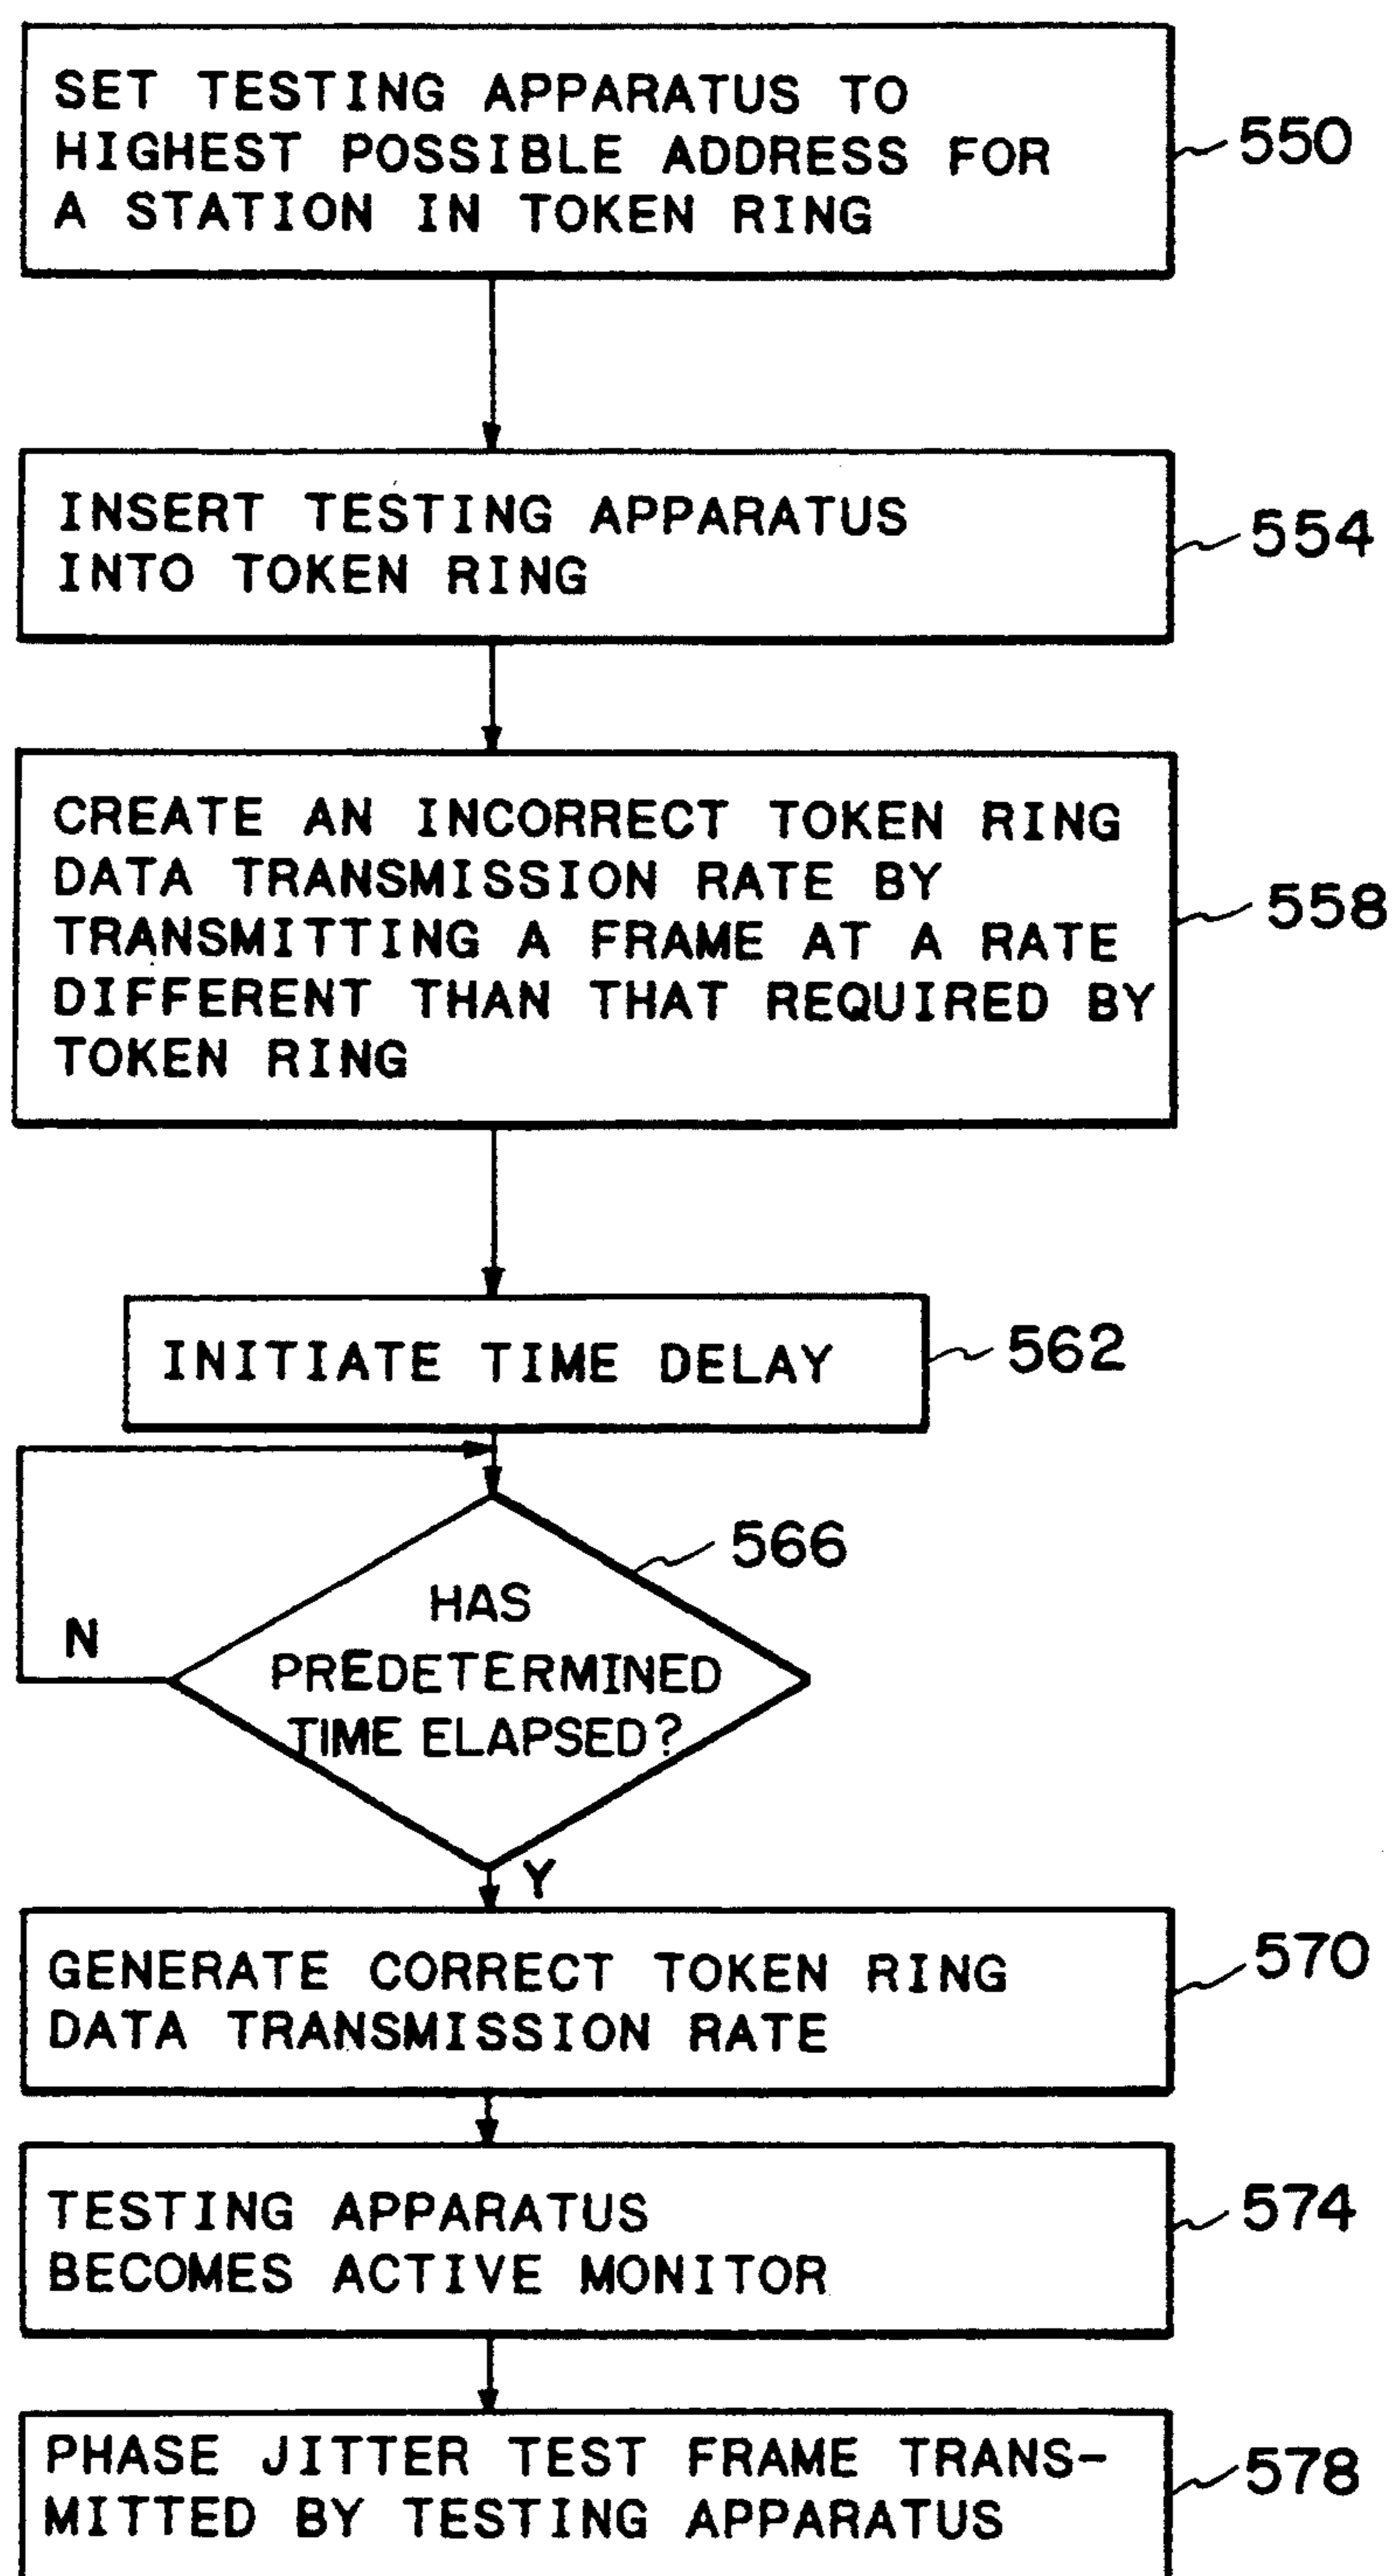 SET TESTING APPARATUS TO
HIGHEST POSSIBLE ADDRESS FOR
A STATION IN TOKEN RING
550
INSERT TESTING APPARATUS
INTO TOKEN RING
554
CREATE AN INCORRECT TOKEN RING
DATA TRANSMISSION RATE BY
TRANSMITTING A FRAME AT A RATE
DIFFERENT THAN THAT REQUIRED BY
TOKEN RING
558
INITIATE TIME DELAY
562
566
HAS
PREDETERMINED
TIME ELAPSED?
N
Y
GENERATE CORRECT TOKEN RING
DATA TRANSMISSION RATE
570
TESTING APPARATUS
BECOMES ACTIVE MONITOR
574
PHASE JITTER TEST FRAME TRANS-
MITTED BY TESTING APPARATUS
578